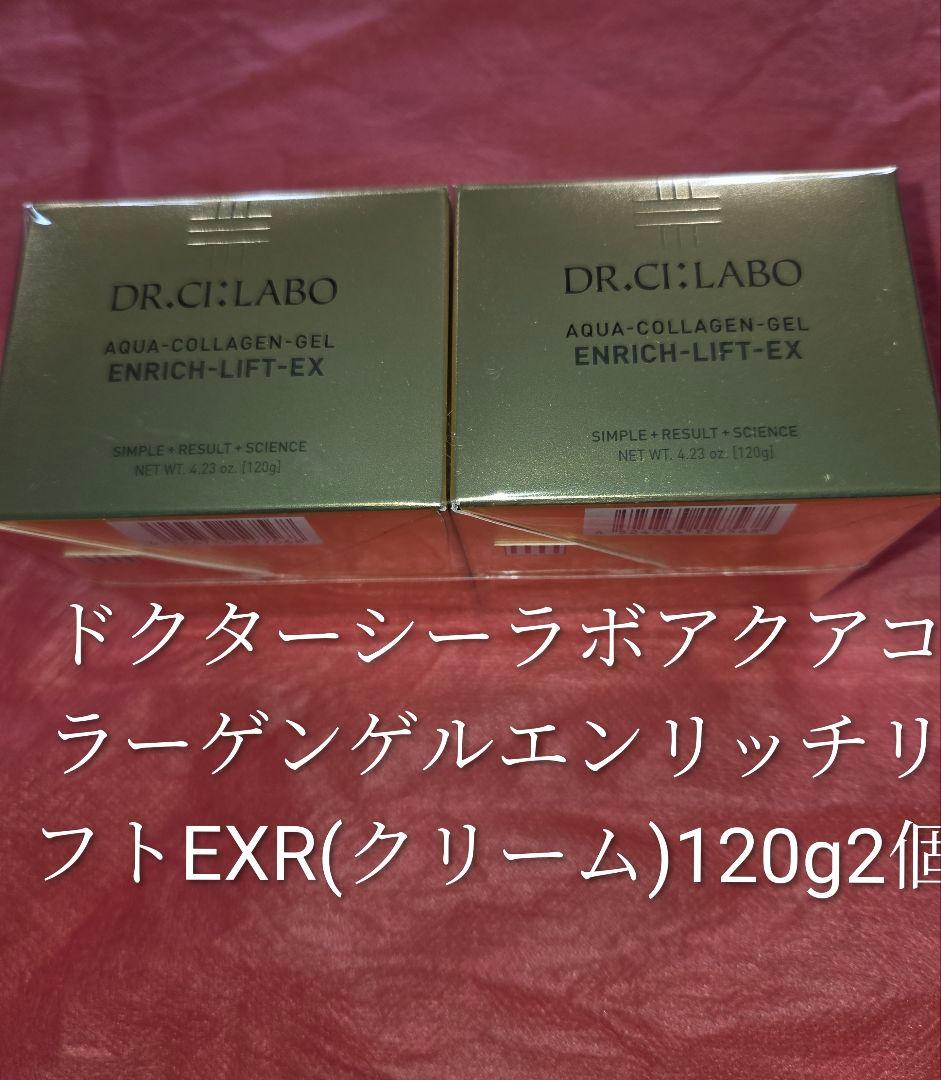 DR.CI:LABO
AQUA-COLLAGEN-GEL
ENRICH-LIFT-EX
SIMPLE+RESULT+SCIENCE
NET WT. 4.23 oz. [120g]
DR.CI:LABO
AQUA-COLLAGEN-GEL
ENRICH-LIFT-EX
SIMPLE+RESULT+SCIENCE
NET WT. 4.23 oz. [120g]
ドクターシーラボアクアコ
ラーゲンゲルエンリッチリ
フトEXR(クリーム)120g2個